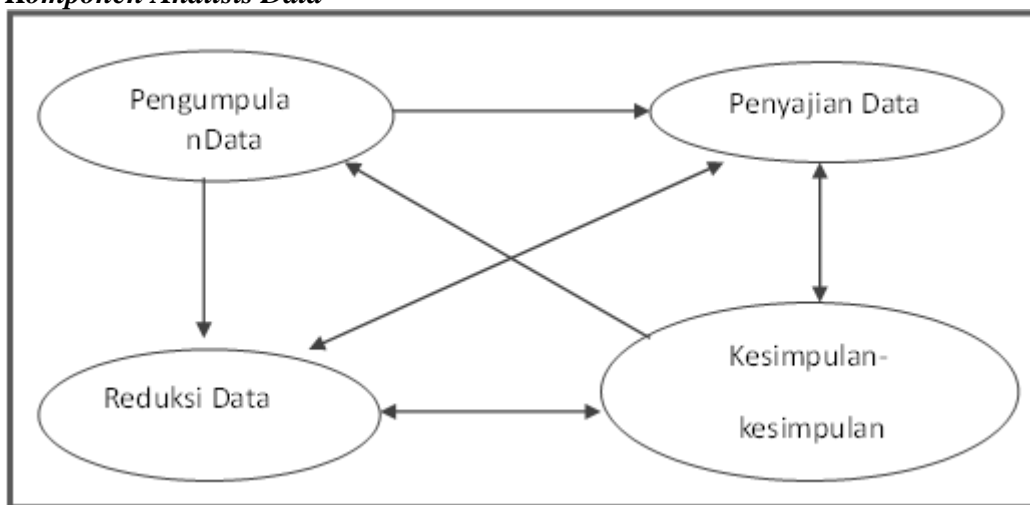 Komponen Analisis Data
Pengumpula
nData
Penyajian Data
Reduksi Data
Kesimpulan-
kesimpulan